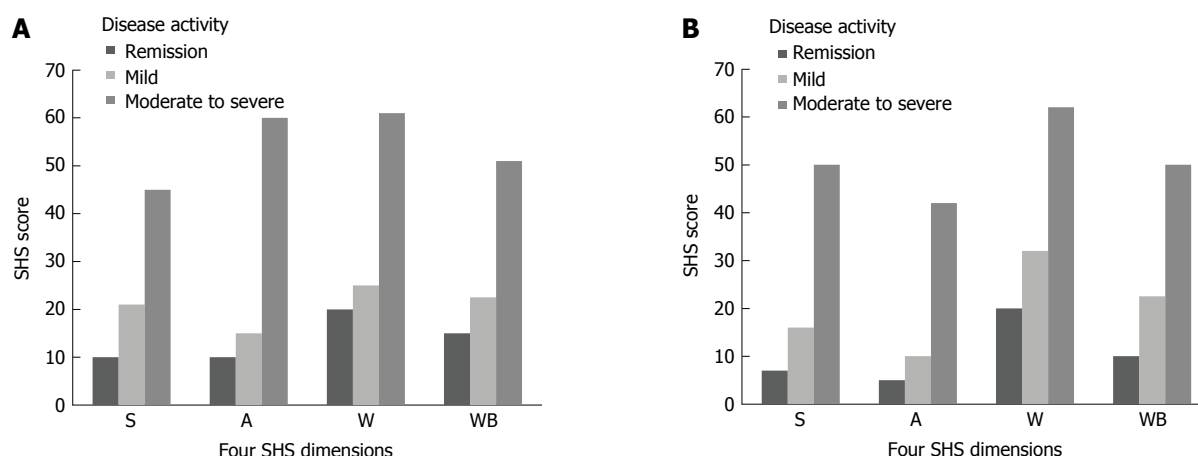 A
Disease activity
Remission
Mild
Moderate to severe
70
60
50
40
30
20
10
0
SHS score
S A W WB
Four SHS dimensions
B
Disease activity
Remission
Mild
Moderate to severe
70
60
50
40
30
20
10
0
SHS score
S A W WB
Four SHS dimensions